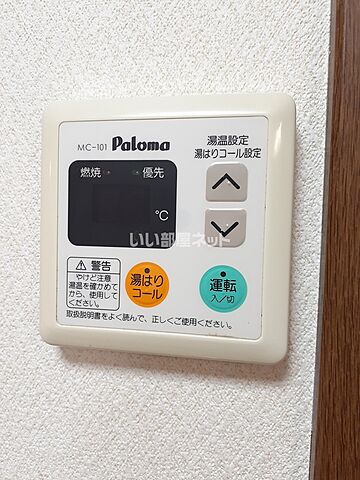 MC-101 Paloma
湯温設定
湯はりコール設定
燃焼 優先
℃
いい部屋ネット
警告
やけど注意
湯温を確かめて
から、使用して
ください。
湯はり
コール
運転
入/切
取扱説明書をよく読んで、正しくご使用ください。